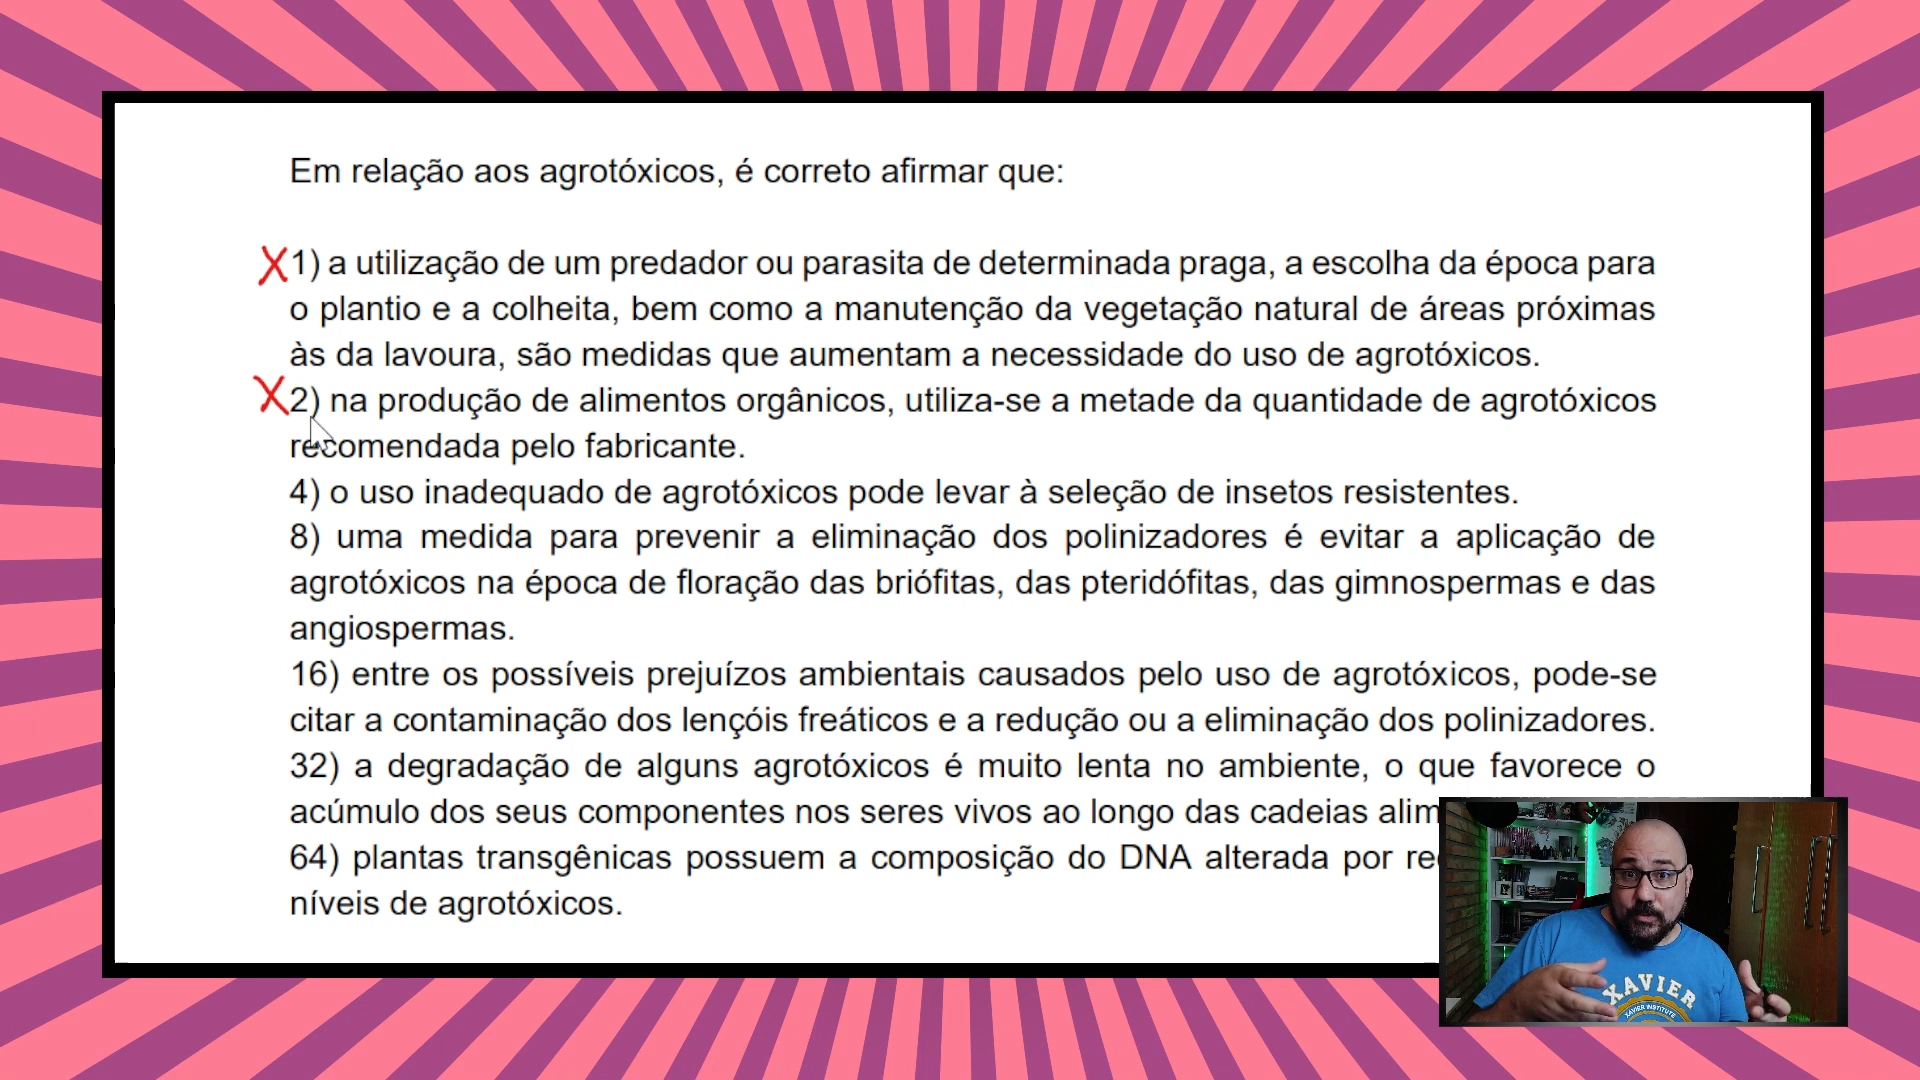 Em relação aos agrotóxicos, é correto afirmar que:
X 1) a utilização de um predador ou parasita de determinada praga, a escolha da época para
o plantio e a colheita, bem como a manutenção da vegetação natural de áreas próximas
às da lavoura, são medidas que aumentam a necessidade do uso de agrotóxicos.
X 2) na produção de alimentos orgânicos, utiliza-se a metade da quantidade de agrotóxicos
recomendada pelo fabricante.
4) o uso inadequado de agrotóxicos pode levar à seleção de insetos resistentes.
8) uma medida para prevenir a eliminação dos polinizadores é evitar a aplicação de
agrotóxicos na época de floração das briófitas, das pteridófitas, das gimnospermas e das
angiospermas.
16) entre os possíveis prejuízos ambientais causados pelo uso de agrotóxicos, pode-se
citar a contaminação dos lençóis freáticos e a redução ou a eliminação dos polinizadores.
32) a degradação de alguns agrotóxicos é muito lenta no ambiente, o que favorece o
acúmulo dos seus componentes nos seres vivos ao longo das cadeias
64) plantas transgênicas possuem a composição do DNA alterada por
níveis de agrotóxicos.
XAVIER
XAVIER INSTITUTE